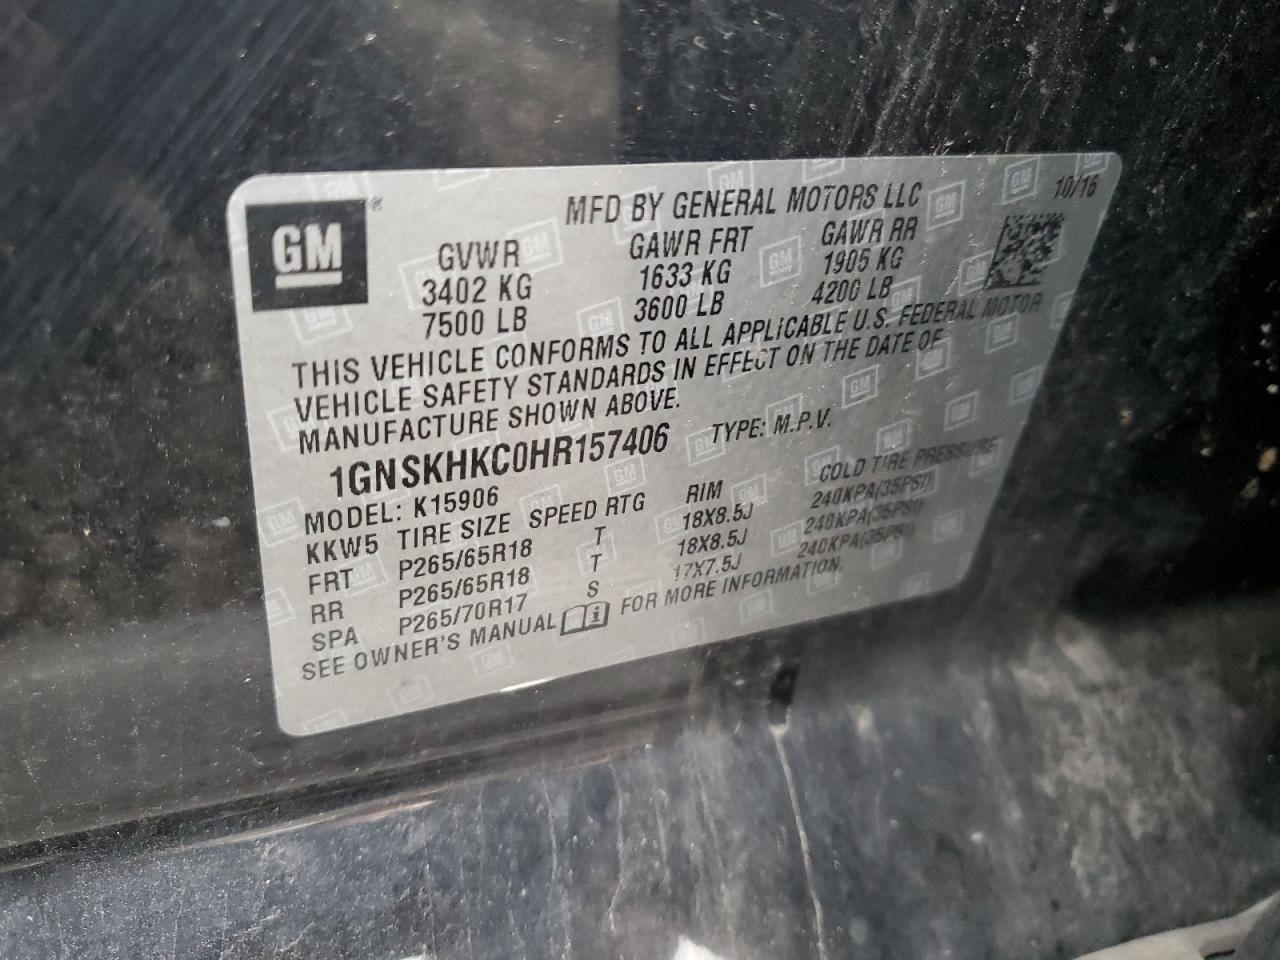 GM ®
MFD BY GENERAL MOTORS LLC 10/16
GVWR GAWR FRT GAWR RR
3402 KG 1633 KG 1905 KG
7500 LB 3600 LB 4200 LB
THIS VEHICLE CONFORMS TO ALL APPLICABLE U.S. FEDERAL MOTOR
VEHICLE SAFETY STANDARDS IN EFFECT ON THE DATE OF
MANUFACTURE SHOWN ABOVE.
1GNSKHKC0HR157406 TYPE: M.P.V.
MODEL: K15906
KKW5 TIRE SIZE SPEED RTG RIM COLD TIRE PRESSURE
FRT P265/65R18 T 18X8.5J 240KPA(35PSI)
RR P265/65R18 T 18X8.5J 240KPA(35PSI)
SPA P265/70R17 S 17X7.5J 240KPA(35PSI)
SEE OWNER'S MANUAL FOR MORE INFORMATION.